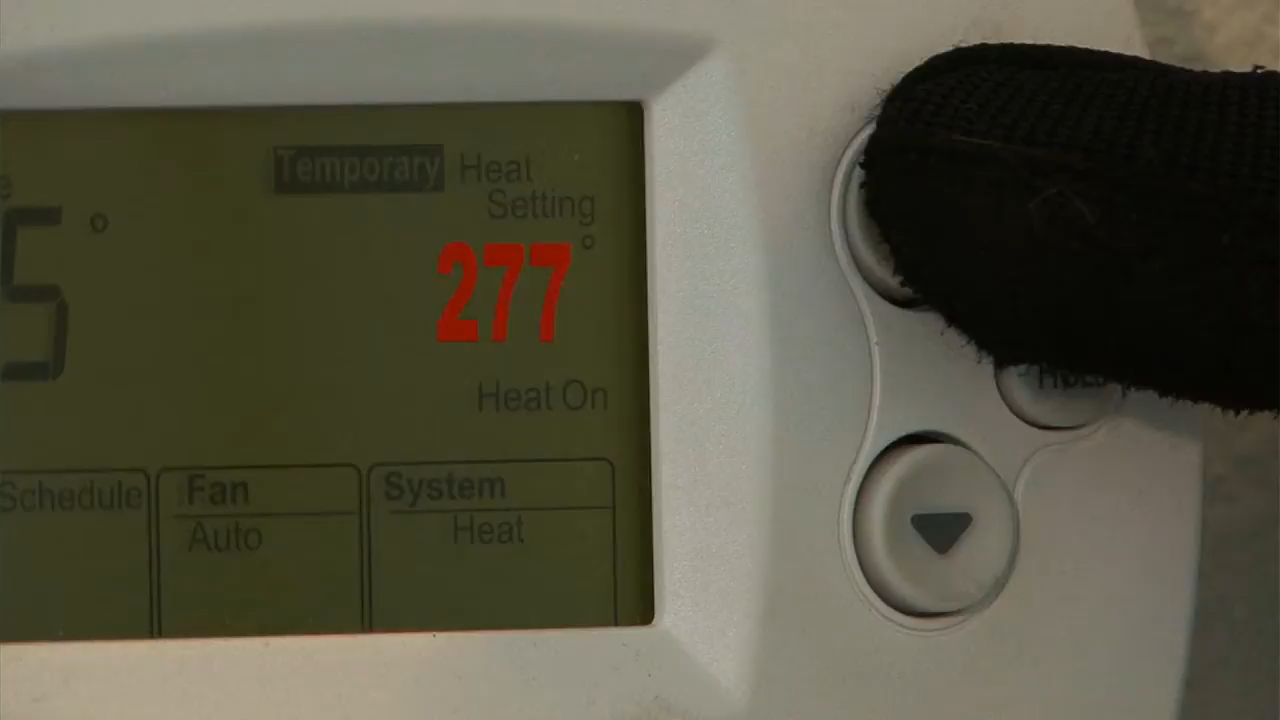 Temporary Heat
Setting
5°
277°
Heat On
Schedule
Fan
Auto
System
Heat